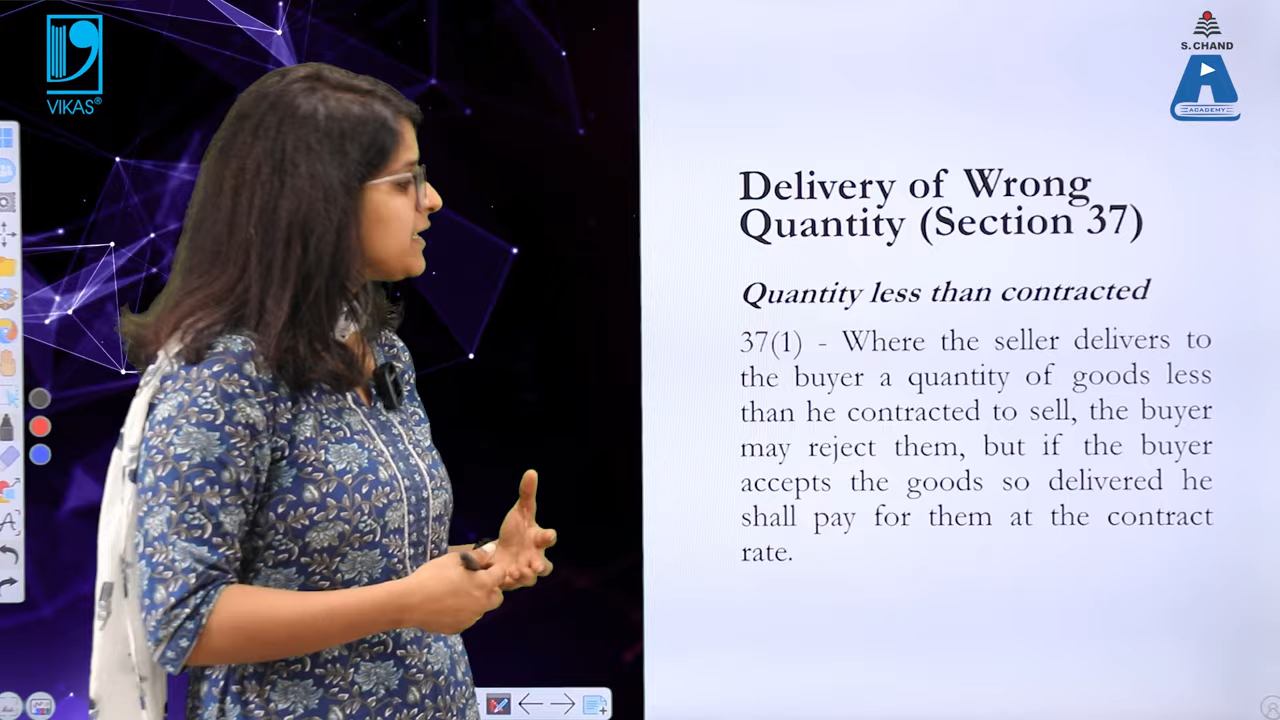 VIKAS®
S. CHAND
ACADEMY
Delivery of Wrong
Quantity (Section 37)
Quantity less than contracted
37(1) - Where the seller delivers to
the buyer a quantity of goods less
than he contracted to sell, the buyer
may reject them, but if the buyer
accepts the goods so delivered he
shall pay for them at the contract
rate.